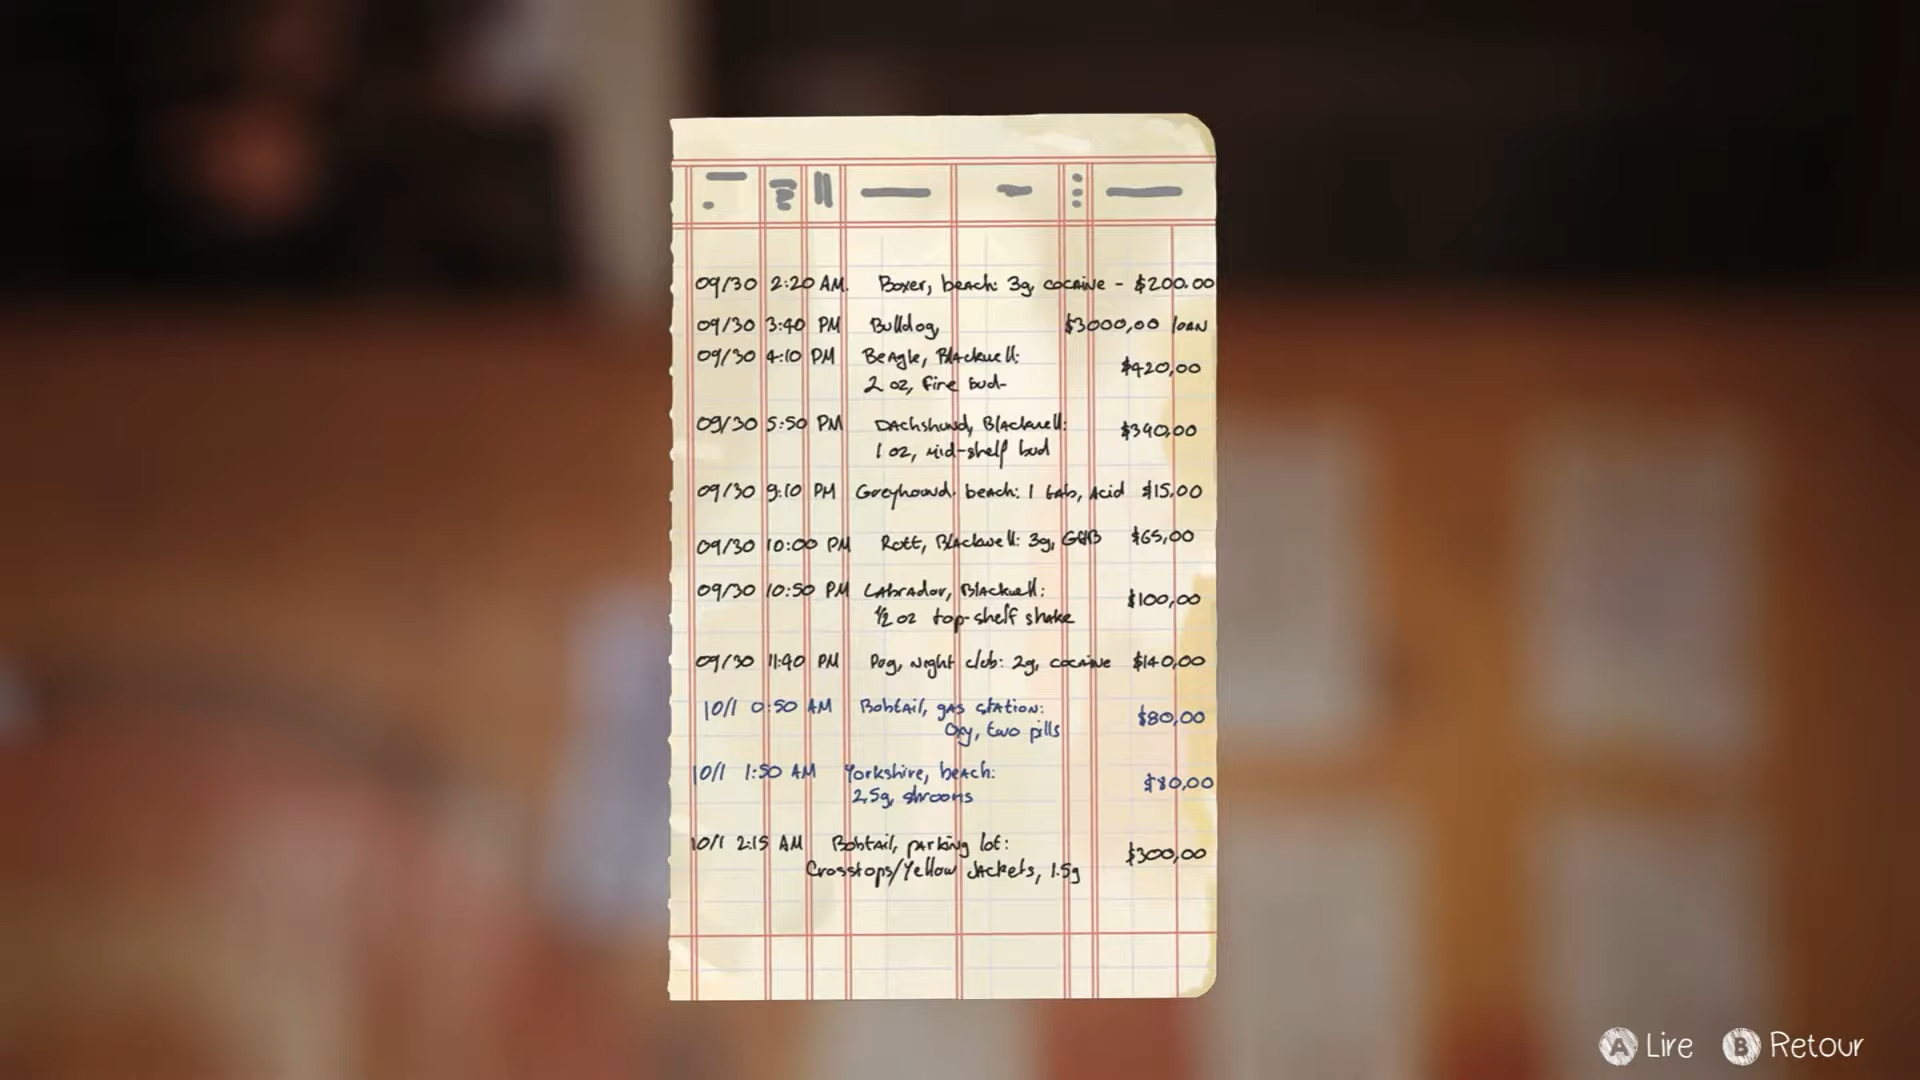 09/30 2:20 AM. Boxer, beach: 3g, cocaine - $200.00
09/30 3:40 PM Bulldog, $3000,00 loan
09/30 4:10 PM Beagle, Blackwell:
2 oz, fire bud- $420,00
09/30 5:50 PM Dachshund, Blackwell: $340,00
1 oz, mid-shelf bud
09/30 9:10 PM Greyhound, beach: 1 tab, Acid $15.00
09/30 10:00 PM Rott, Blackwell: 3g, GHB $65,00
09/30 10:50 PM Labrador, Blackwell: $100,00
1/2 oz top-shelf shake
09/30 11:40 PM Pog, night club: 2g, cocaine $140,00
10/1 0:50 AM Bobtail, gas station: $80,00
Oxy, two pills
10/1 1:50 AM Yorkshire, beach: $80,00
2,5g, shrooms
10/1 2:15 AM Bobtail, parking lot: $300,00
Crosstops/Yellow Jackets, 1.5g
A Lire B Retour